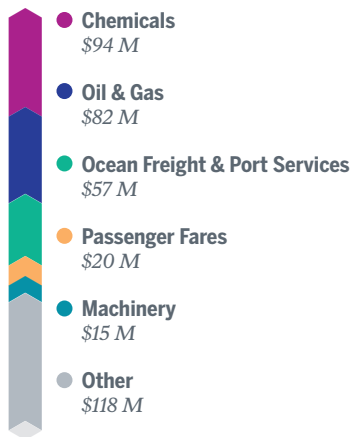 Chemicals
$94 M
Oil & Gas
$82 M
Ocean Freight & Port Services
$57 M
Passenger Fares
$20 M
Machinery
$15 M
Other
$118 M